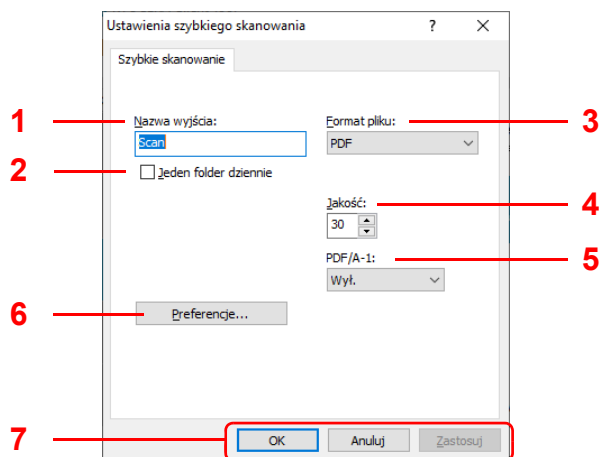 Ustawienia szybkiego skanowania ? ×
Szybkie skanowanie
1 Nazwa wyjścia: Format pliku: 3
Scan PDF
2 Jeden folder dziennie
Jakość: 4
30
PDF/A-1: 5
Wył.
6 Preferencje...
7 OK Anuluj Zastosuj